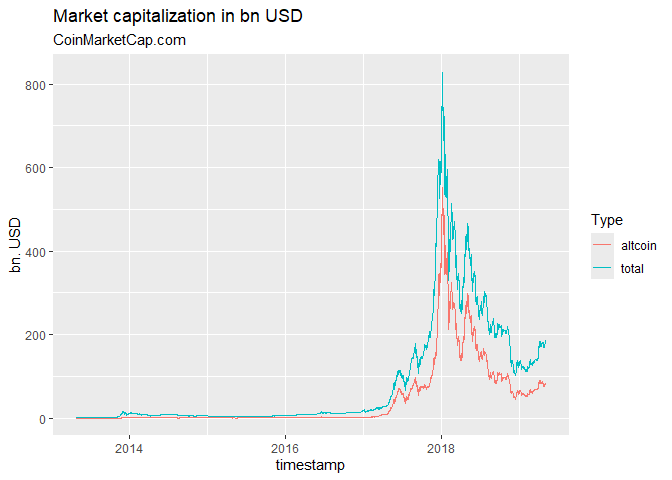 Market capitalization in bn USD
CoinMarketCap.com
800
600
400
200
0
bn. USD
2014
2016
2018
timestamp
Type
altcoin
total